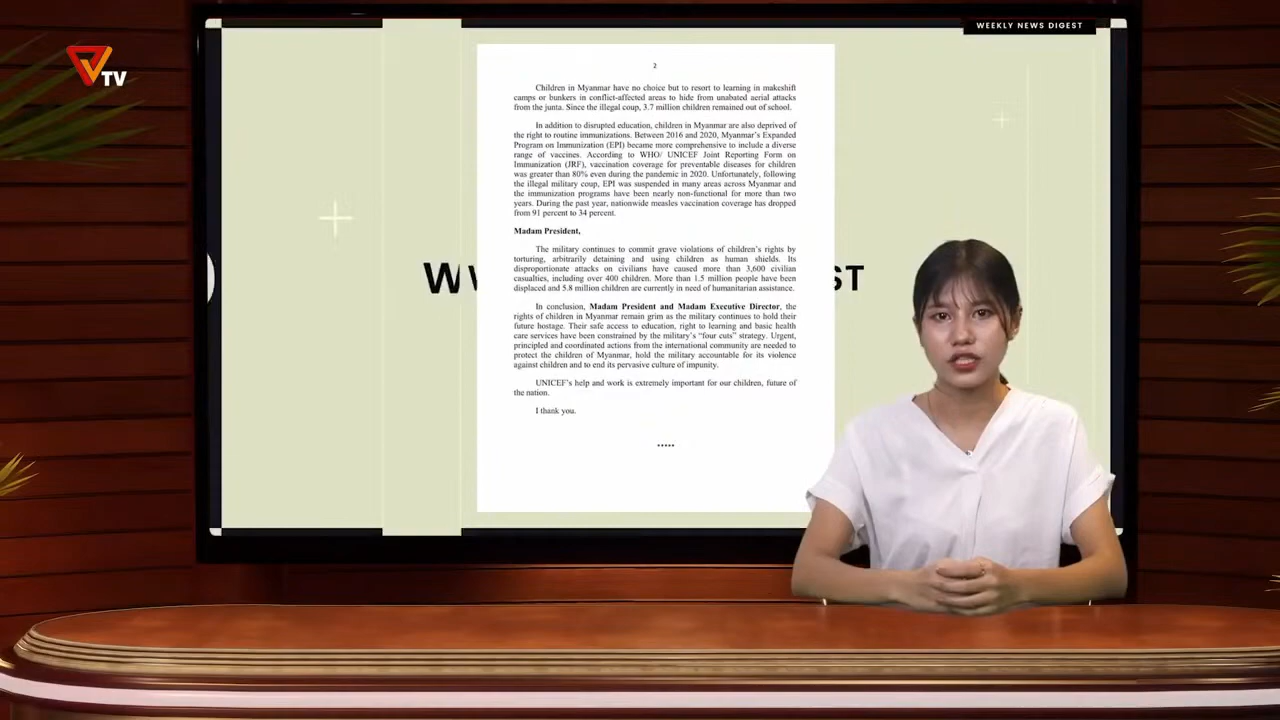 WEEKLY NEWS DIGEST
TV
2
Children in Myanmar have no choice but to resort to learning in makeshift
camps or bunkers in conflict-affected areas to hide from unabated aerial attacks
from the junta. Since the illegal coup, 3.7 million children remained out of school.
In addition to disrupted education, children in Myanmar are also deprived of
the right to routine immunizations. Between 2016 and 2020, Myanmar's Expanded
Program on Immunization (EPI) became more comprehensive to include a diverse
range of vaccines. According to WHO/ UNICEF Joint Reporting Form on
Immunization (JRF), vaccination coverage for preventable diseases for children
was greater than 80% even during the pandemic in 2020. Unfortunately, following
the illegal military coup, EPI was suspended in many areas across Myanmar and
the immunization programs have been nearly non-functional for more than two
years. During the past year, nationwide measles vaccination coverage has dropped
from 91 percent to 34 percent.
Madam President,
The military continues to commit grave violations of children's rights by
torturing, arbitrarily detaining and using children as human shields. Its
disproportionate attacks on civilians have caused more than 3,600 civilian
casualties, including over 400 children. More than 1.5 million people have been
displaced and 5.8 million children are currently in need of humanitarian assistance.
In conclusion, Madam President and Madam Executive Director, the
rights of children in Myanmar remain grim as the military continues to hold their
future hostage. Their safe access to education, right to learning and basic health
care services have been constrained by the military's "four cuts" strategy. Urgent,
principled and coordinated actions from the international community are needed to
protect the children of Myanmar, hold the military accountable for its violence
against children and to end its pervasive culture of impunity.
UNICEF's help and work is extremely important for our children, future of
the nation.
I thank you.
*****
W W ST